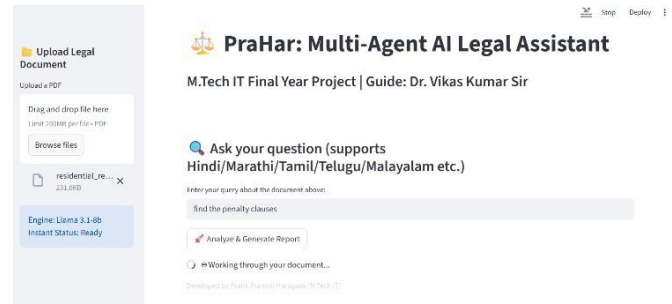 Stop Deploy
Upload Legal
Document
Upload a PDF
Drag and drop file here
Limit 200MB per file • PDF
Browse files
residential_re...
231.0KB
Engine: Llama 3.1-8b
Instant Status: Ready
PraHar: Multi-Agent AI Legal Assistant
M.Tech IT Final Year Project | Guide: Dr. Vikas Kumar Sir
Ask your question (supports
Hindi/Marathi/Tamil/Telugu/Malayalam etc.)
Enter your query about the document above:
find the penalty clauses
Analyze & Generate Report
Working through your document...
Developed by Pratik Pramod (M.Tech IT)